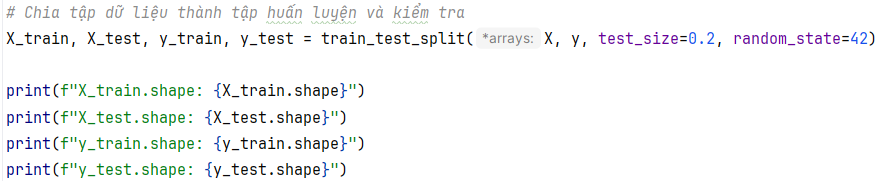 # Chia tập dữ liệu thành tập huấn luyện và kiểm tra
X_train, X_test, y_train, y_test = train_test_split( *arrays: X, y, test_size=0.2, random_state=42)
print(f"X_train.shape: {X_train.shape}")
print(f"X_test.shape: {X_test.shape}")
print(f"y_train.shape: {y_train.shape}")
print(f"y_test.shape: {y_test.shape}")